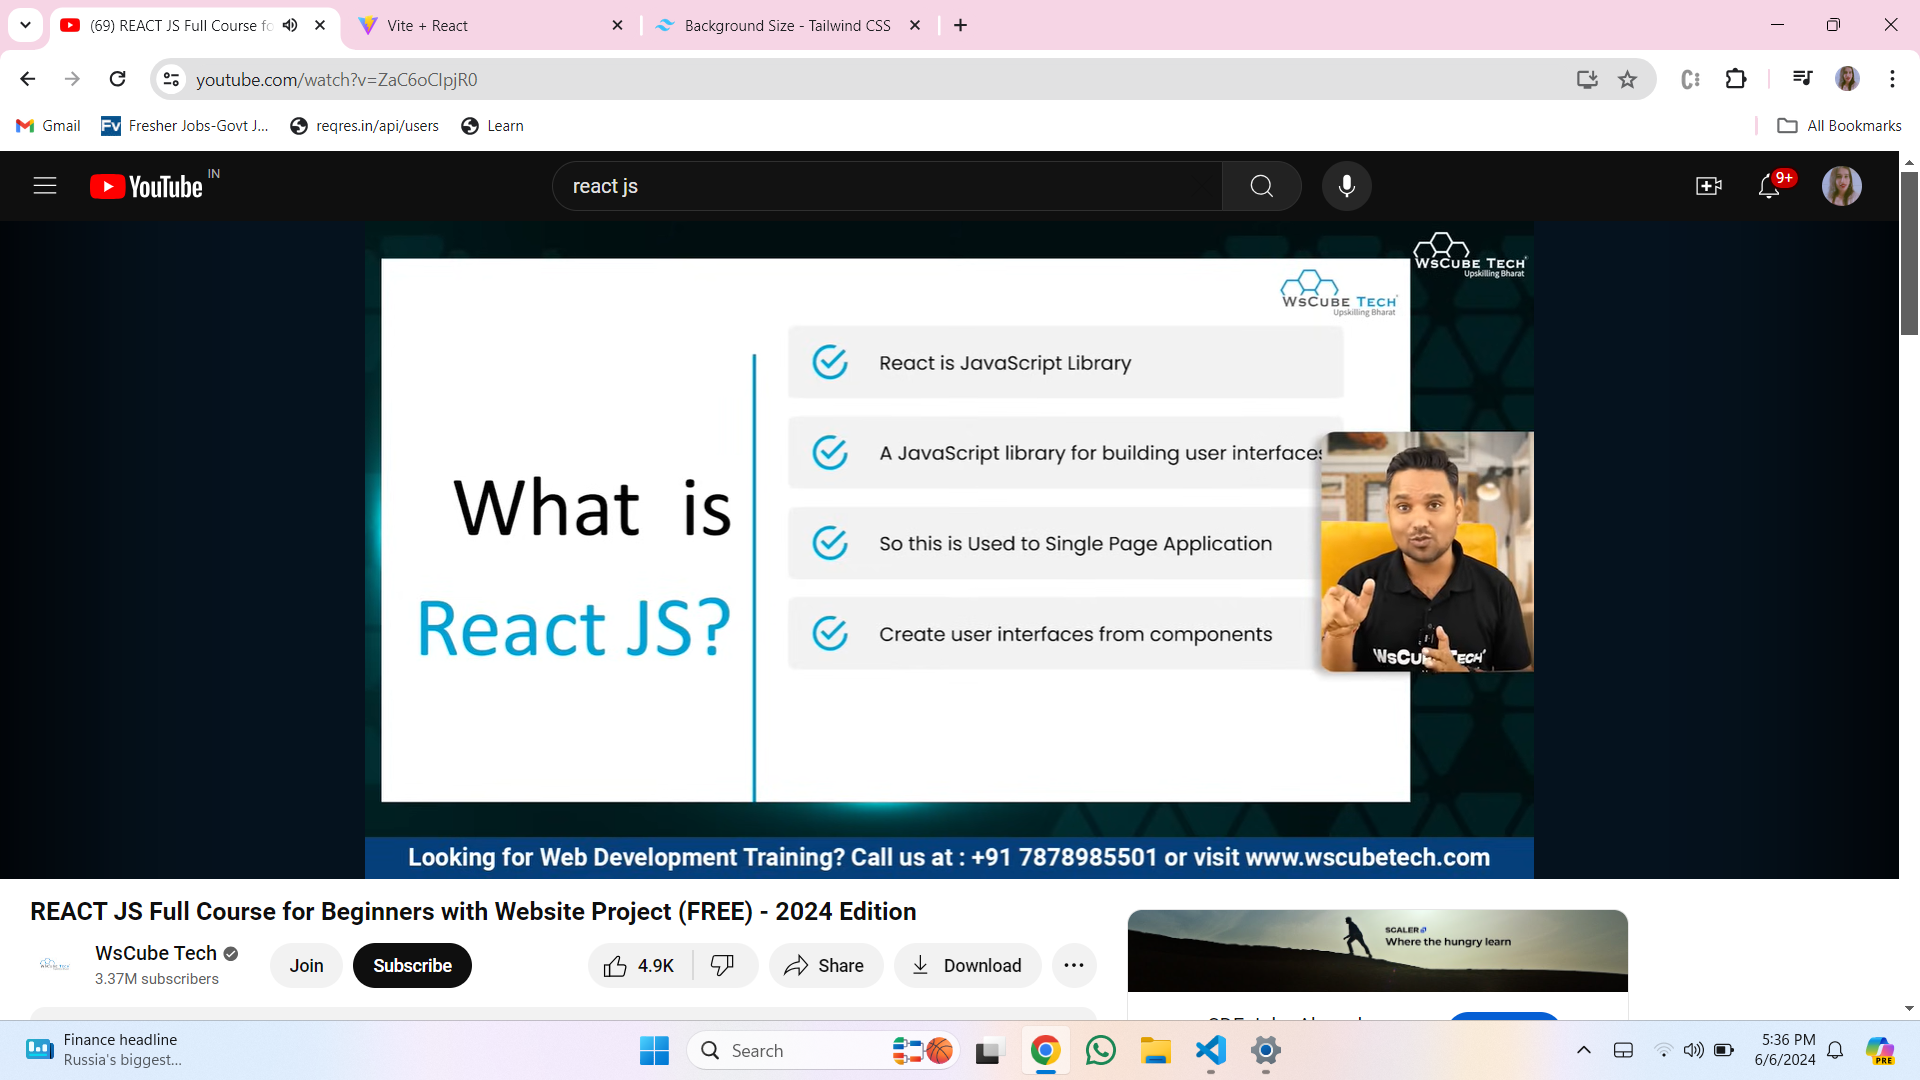 (69) REACT JS Full Course fo
Vite + React
Background Size - Tailwind CSS
youtube.com/watch?v=ZaC6oCIpjR0
Gmail
Fv Fresher Jobs-Govt J...
reqres.in/api/users
Learn
All Bookmarks
YouTube IN
react js
9+
WsCube Tech
Upskilling Bharat
WsCube Tech
Upskilling Bharat
React is JavaScript Library
A JavaScript library for building user interfaces
So this is Used to Single Page Application
Create user interfaces from components
What is
React JS?
WsCube Tech
Looking for Web Development Training? Call us at : +91 7878985501 or visit www.wscubetech.com
REACT JS Full Course for Beginners with Website Project (FREE) - 2024 Edition
WsCube Tech
3.37M subscribers
Join
Subscribe
4.9K
Share
Download
SCALER
Where the hungry learn
Finance headline
Russia's biggest...
Search
5:36 PM
6/6/2024
PRE